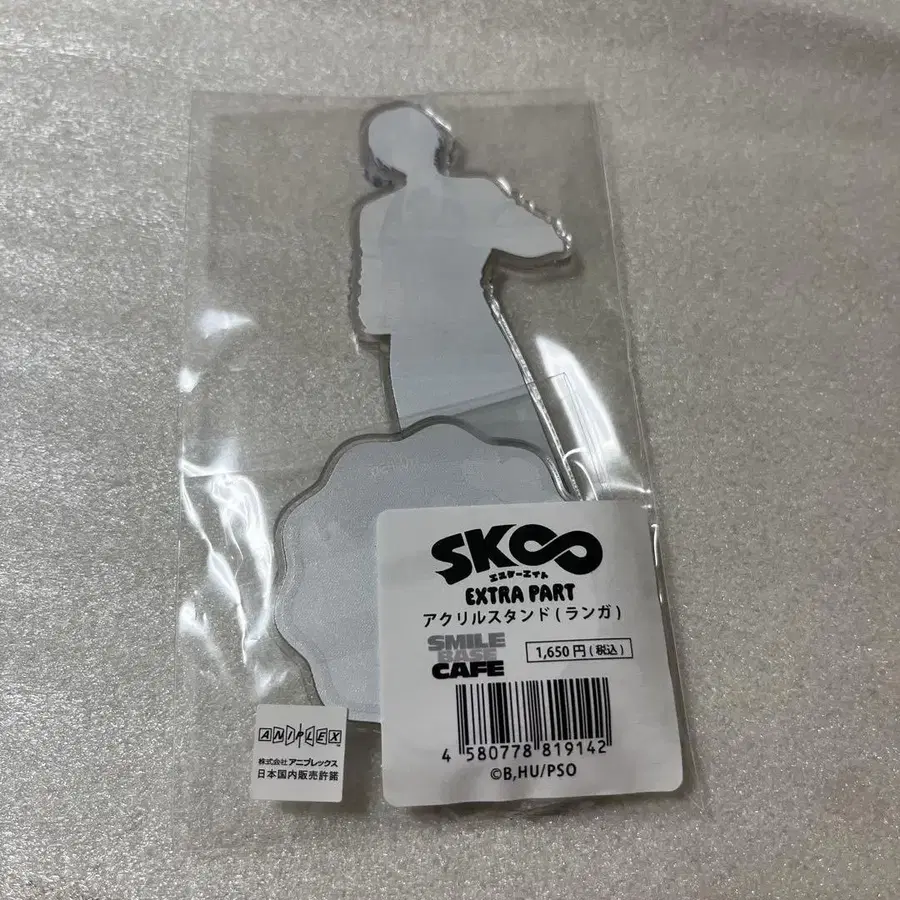 SK∞
エスケーエイト
EXTRA PART
アクリルスタンド(ランガ)
SMILE
BASE
CAFE
1,650円(税込)
4 580778 819142
©B,HU/PSO
ANIPLEX
株式会社アニプレックス
日本国内販売許諾